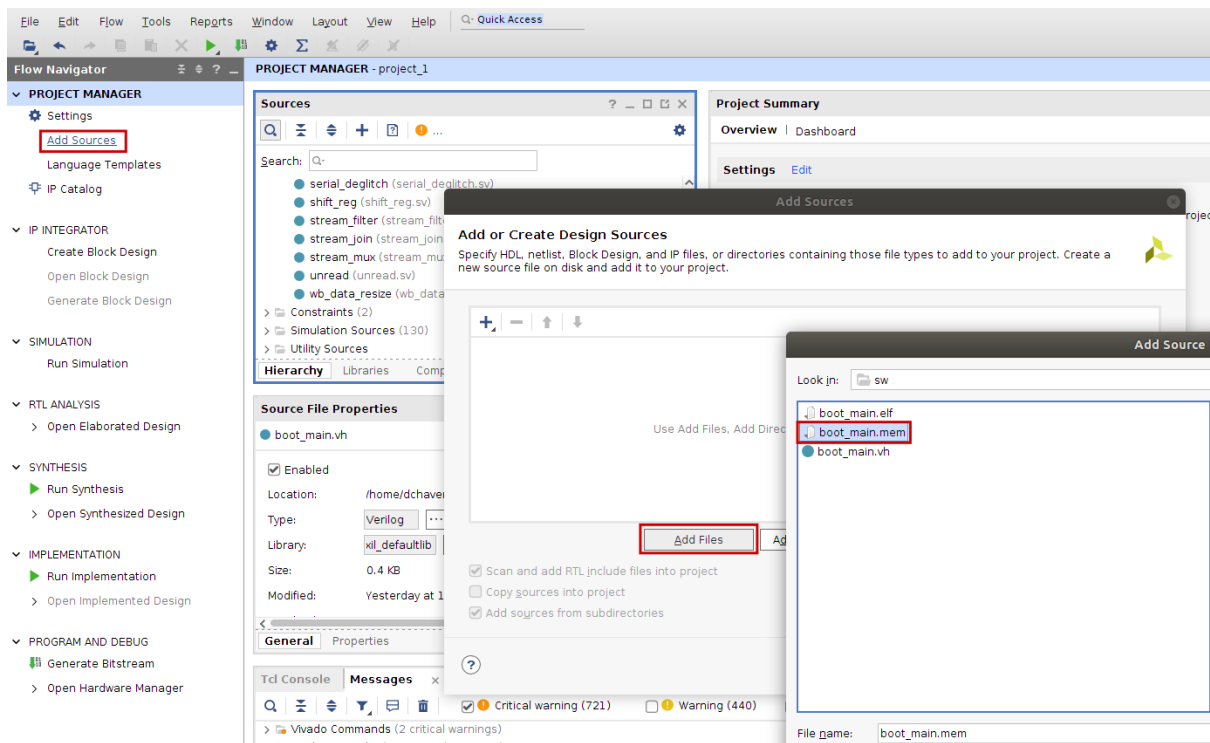 File Edit Flow Tools Reports Window Layout View Help Quick Access
Flow Navigator
PROJECT MANAGER - project_1
PROJECT MANAGER
Settings
Add Sources
Language Templates
IP Catalog
IP INTEGRATOR
Create Block Design
Open Block Design
Generate Block Design
SIMULATION
Run Simulation
RTL ANALYSIS
Open Elaborated Design
SYNTHESIS
Run Synthesis
Open Synthesized Design
IMPLEMENTATION
Run Implementation
Open Implemented Design
PROGRAM AND DEBUG
Generate Bitstream
Open Hardware Manager
Sources
Search:
serial_deglitch (serial_deglitch.sv)
shift_reg (shift_reg.sv)
stream_filter (stream_filt
stream_join (stream_join
stream_mux (stream_mu
unread (unread.sv)
wb_data_resize (wb_data
Constraints (2)
Simulation Sources (130)
Utility Sources
Hierarchy Libraries Comp
Source File Properties
boot_main.vh
Enabled
Location: /home/dchaver
Type: Verilog ...
Library: xil_defaultlib
Size: 0.4 KB
Modified: Yesterday at 1
General Properties
Tcl Console Messages
Critical warning (721) Warning (440)
Vivado Commands (2 critical warnings)
Project Summary
Overview | Dashboard
Settings Edit
rojec
Add Sources
Add or Create Design Sources
Specify HDL, netlist, Block Design, and IP files, or directories containing those file types to add to your project. Create a
new source file on disk and add it to your project.
Use Add Files, Add Direc
Add Files Ad
Scan and add RTL include files into project
Copy sources into project
Add sources from subdirectories
Add Source
Look in: sw
boot_main.elf
boot_main.mem
boot_main.vh
File name: boot_main.mem